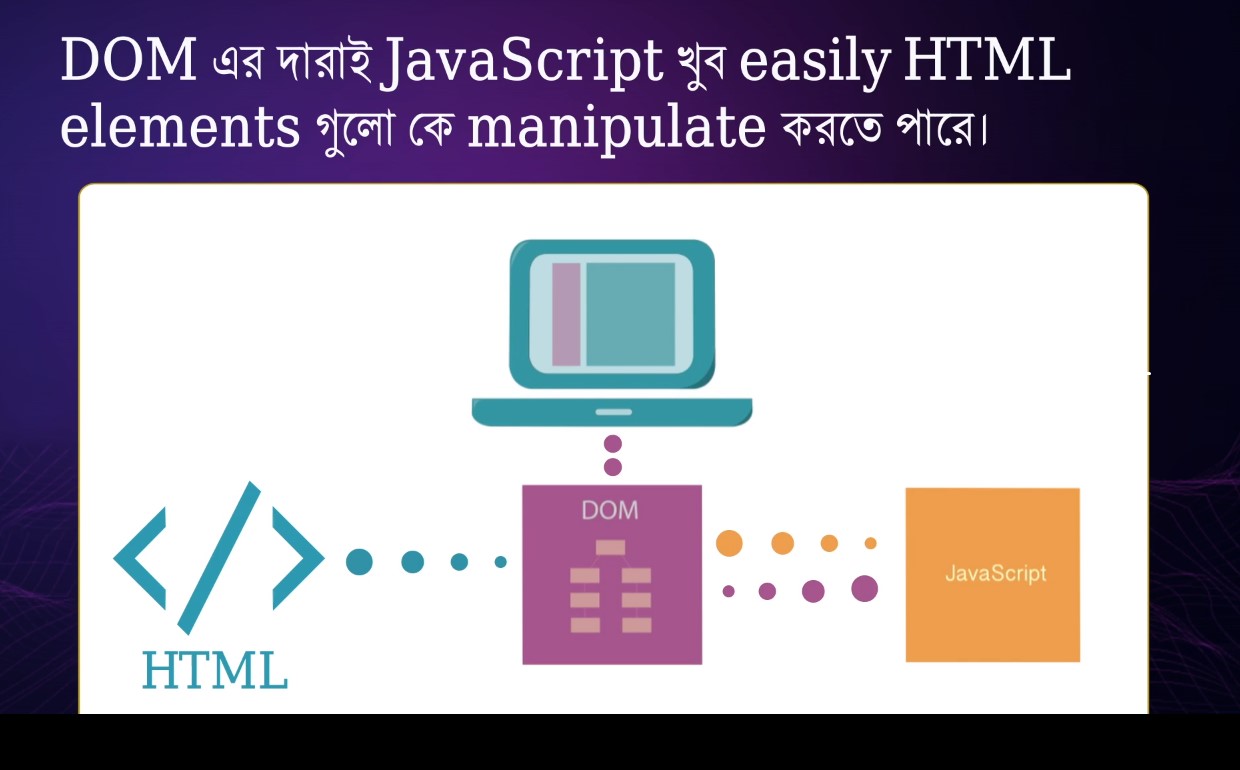 DOM এর দারাই JavaScript খুব easily HTML
elements গুলো কে manipulate করতে পারে।
DOM
JavaScript
HTML